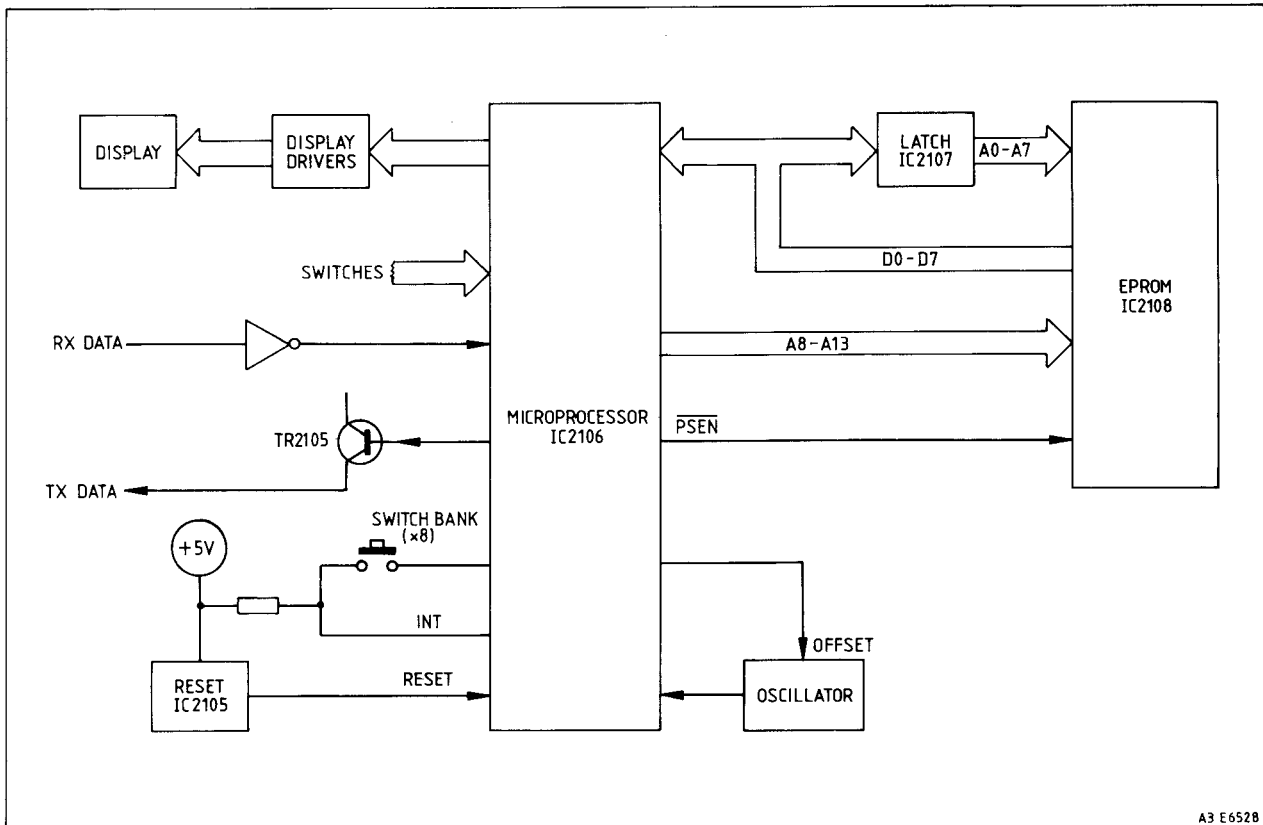 DISPLAY
DISPLAY
DRIVERS
LATCH
IC2107
A0-A7
SWITCHES
D0-D7
EPROM
IC2108
RX DATA
A8-A13
MICROPROCESSOR
IC2106
PSEN
TR2105
TX DATA
SWITCH BANK
(×8)
+5V
INT
OFFSET
RESET
IC2105
RESET
OSCILLATOR
A3 E6528